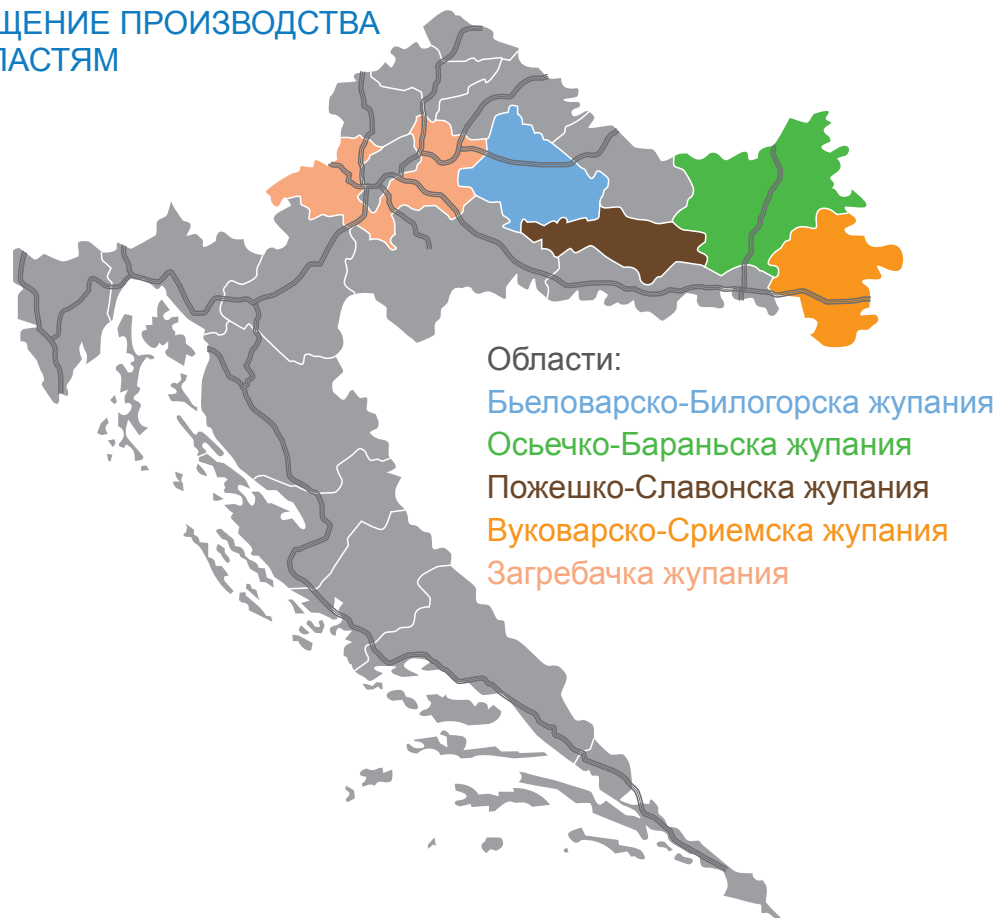 ЩЕНИЕ ПРОИЗВОДСТВА
ЛАСТЯМ
Области:
Бьеловарско-Билогорска жупания
Осьечко-Бараньска жупания
Пожешко-Славонска жупания
Вуковарско-Сриемска жупания
Загребачка жупания